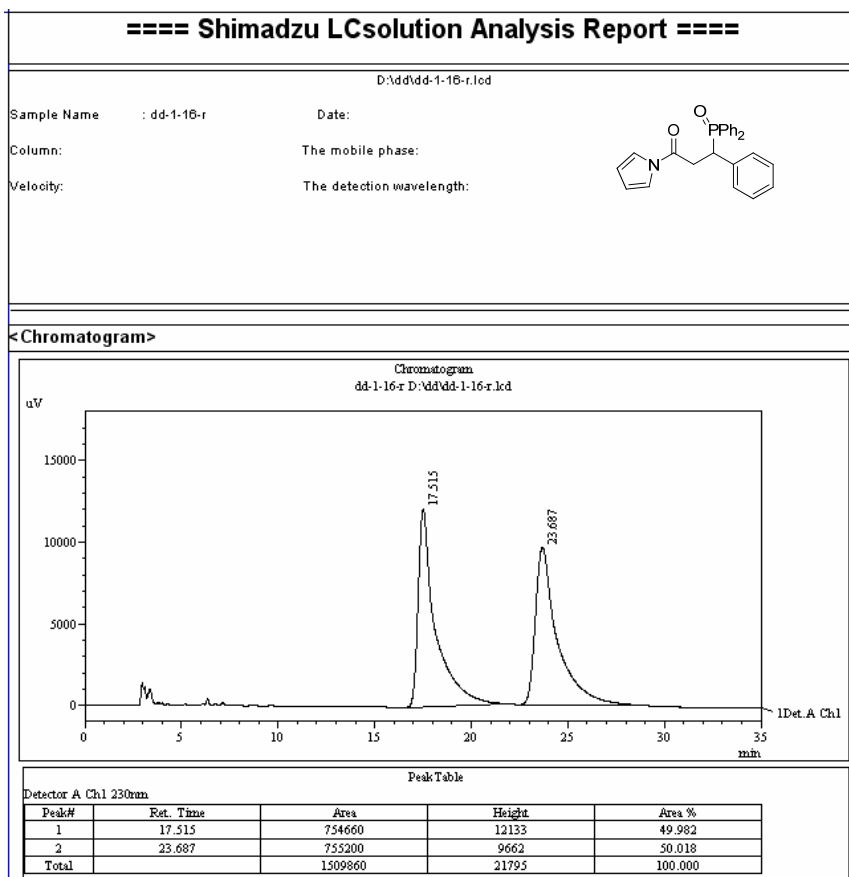 ==== Shimadzu LCsolution Analysis Report ====
D:\dd\dd-1-16-r.lcd
Sample Name : dd-1-16-r Date:
Column: The mobile phase:
Velocity: The detection wavelength:
O
O PPh2
N
<Chromatogram>
Chromatogram
dd-1-16-r D:\dd\dd-1-16-r.lcd
uV
15000
10000
5000
0
17.515
23.687
1Det.A Ch1
0 5 10 15 20 25 30 35
min
PeakTable
Detector A Ch1 230nm
Peak# Ret. Time Area Height Area %
1 17.515 754660 12133 49.982
2 23.687 755200 9662 50.018
Total 1509860 21795 100.000